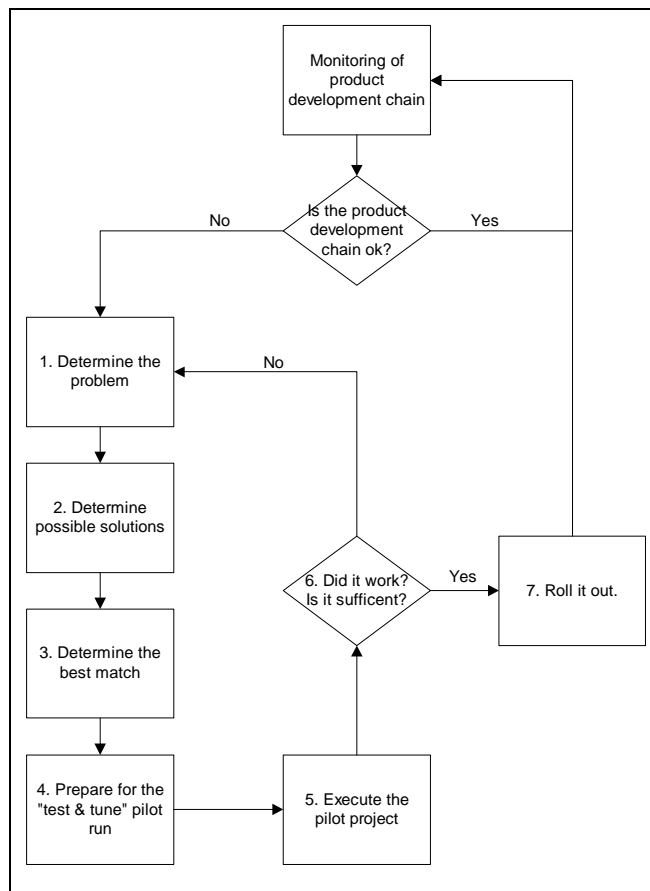 Monitoring of
product
development chain
Is the product
development
chain ok?
No
Yes
1. Determine the
problem
No
2. Determine
possible solutions
6. Did it work?
Is it sufficent?
Yes
7. Roll it out.
3. Determine the
best match
4. Prepare for the
"test & tune" pilot
run
5. Execute the
pilot project